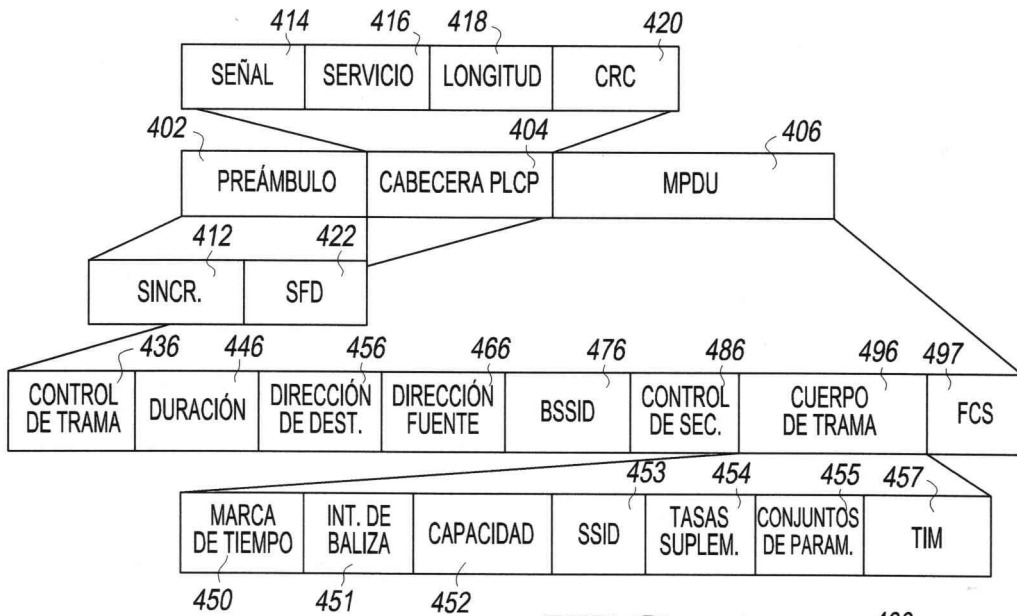 414 416 418 420
SEÑAL SERVICIO LONGITUD CRC
402 404 406
PREÁMBULO CABECERA PLCP MPDU
412 422
SINCR. SFD
436 446 456 466 476 486 496 497
CONTROL DE TRAMA
DURACIÓN
DIRECCIÓN DE DEST.
DIRECCIÓN FUENTE
BSSID
CONTROL DE SEC.
CUERPO DE TRAMA
FCS
453 454 455 457
MARCA DE TIEMPO
INT. DE BALIZA
CAPACIDAD
SSID
TASAS SUPLEM.
CONJUNTOS DE PARAM.
TIM
450 451 452